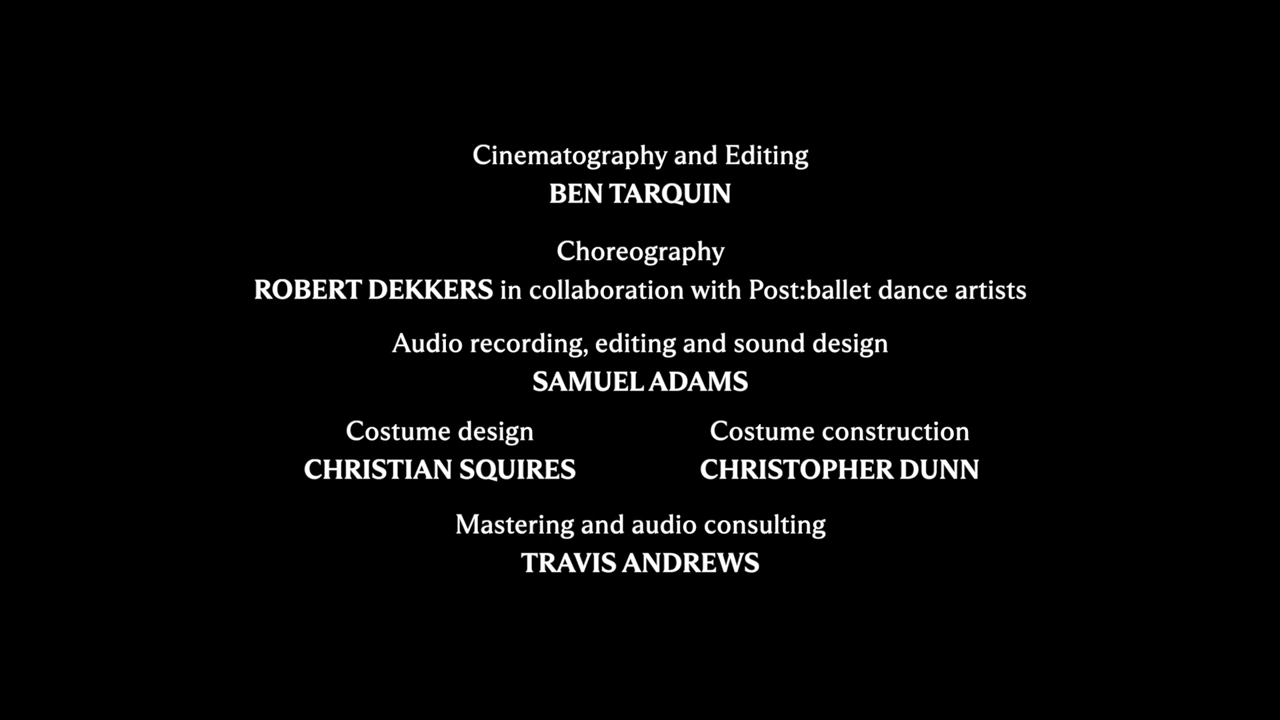 Cinematography and Editing
BEN TARQUIN
Choreography
ROBERT DEKKERS in collaboration with Post:ballet dance artists
Audio recording, editing and sound design
SAMUEL ADAMS
Costume design
CHRISTIAN SQUIRES
Costume construction
CHRISTOPHER DUNN
Mastering and audio consulting
TRAVIS ANDREWS